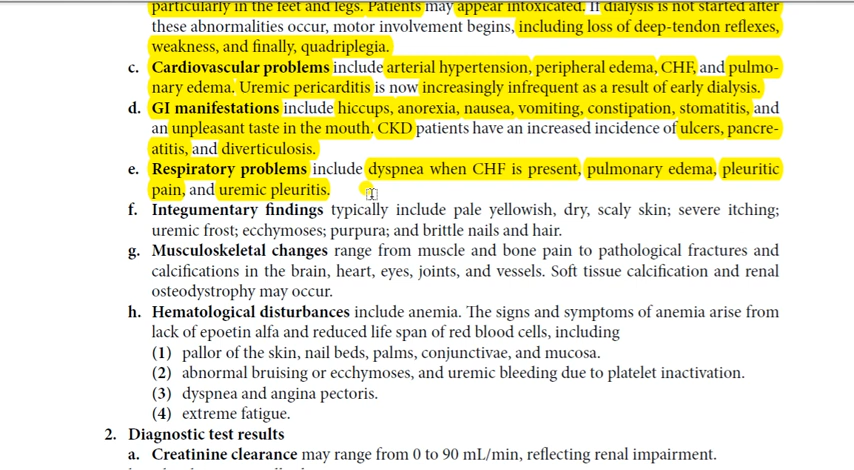 particularly in the feet and legs. Patients may appear intoxicated. If dialysis is not started after
these abnormalities occur, motor involvement begins, including loss of deep-tendon reflexes,
weakness, and finally, quadriplegia.
c. Cardiovascular problems include arterial hypertension, peripheral edema, CHF, and pulmo-
nary edema. Uremic pericarditis is now increasingly infrequent as a result of early dialysis.
d. GI manifestations include hiccups, anorexia, nausea, vomiting, constipation, stomatitis, and
an unpleasant taste in the mouth. CKD patients have an increased incidence of ulcers, pancre-
atitis, and diverticulosis.
e. Respiratory problems include dyspnea when CHF is present, pulmonary edema, pleuritic
pain, and uremic pleuritis.
f. Integumentary findings typically include pale yellowish, dry, scaly skin; severe itching;
uremic frost; ecchymoses; purpura; and brittle nails and hair.
g. Musculoskeletal changes range from muscle and bone pain to pathological fractures and
calcifications in the brain, heart, eyes, joints, and vessels. Soft tissue calcification and renal
osteodystrophy may occur.
h. Hematological disturbances include anemia. The signs and symptoms of anemia arise from
lack of epoetin alfa and reduced life span of red blood cells, including
(1) pallor of the skin, nail beds, palms, conjunctivae, and mucosa.
(2) abnormal bruising or ecchymoses, and uremic bleeding due to platelet inactivation.
(3) dyspnea and angina pectoris.
(4) extreme fatigue.
2. Diagnostic test results
a. Creatinine clearance may range from 0 to 90 mL/min, reflecting renal impairment.